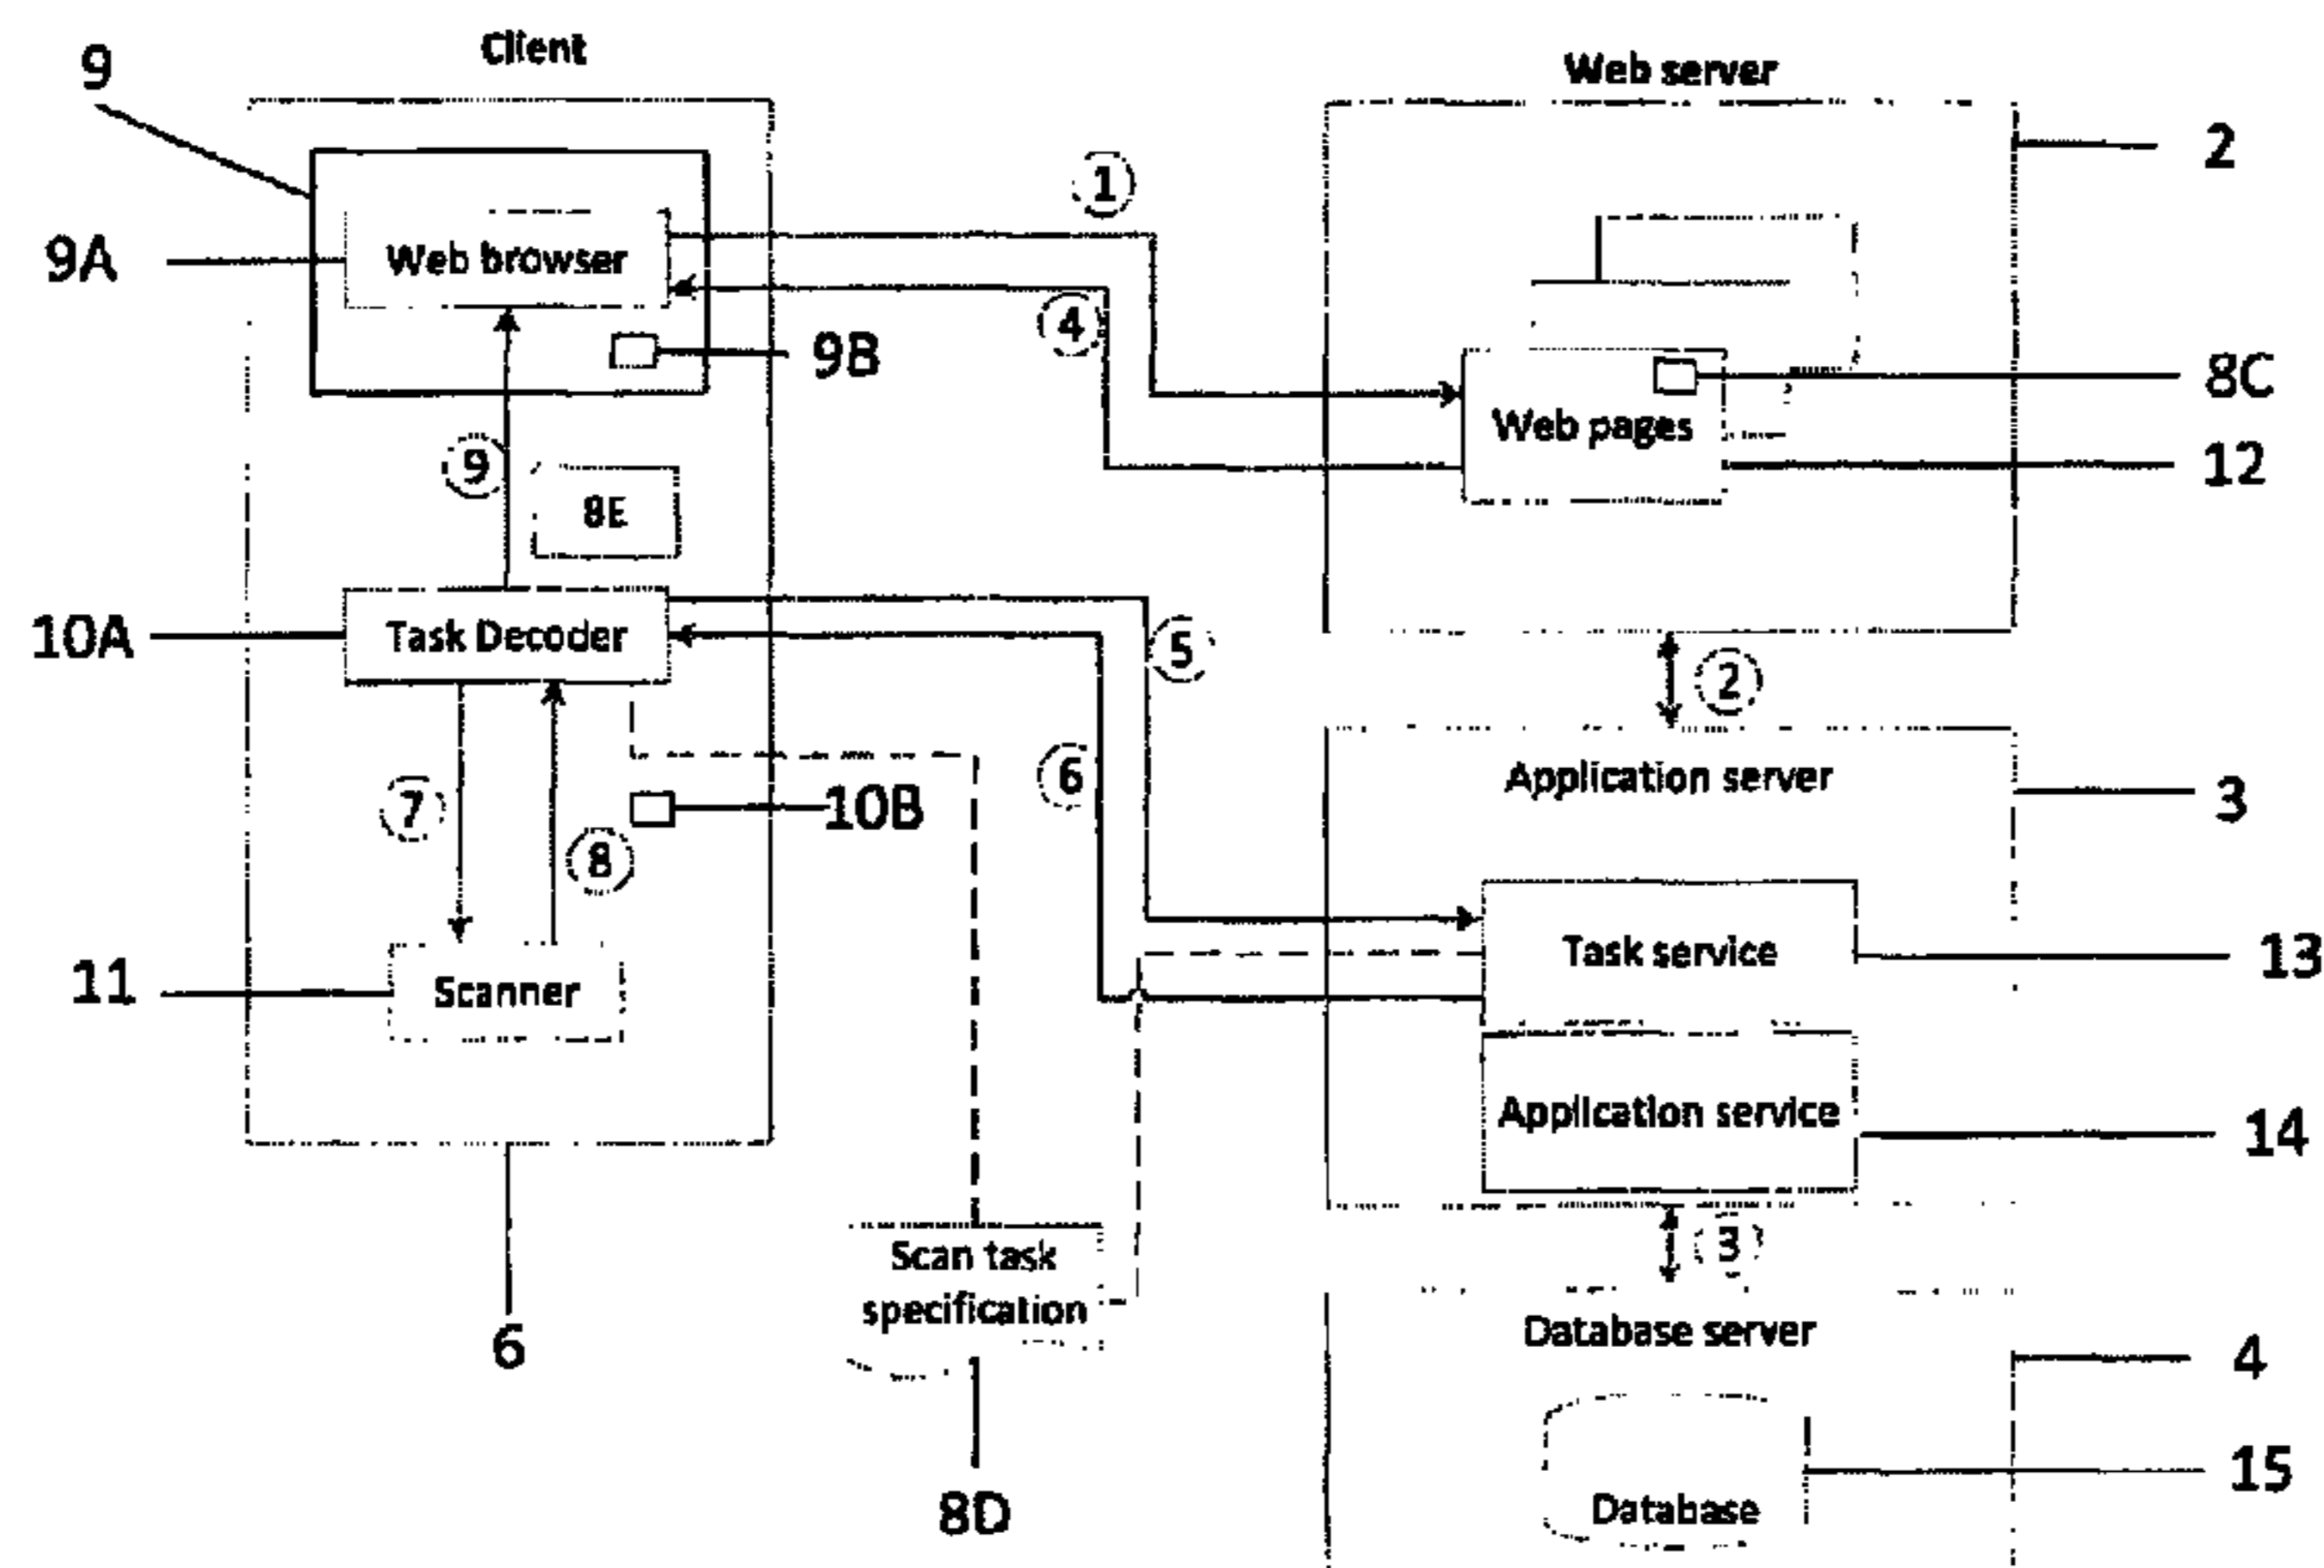 Client
Web server
9
2
1
9A
Web browser
4
9B
8C
Web pages
12
9
8E
10A
Task Decoder
5
2
6
Application server
3
7
10B
8
Task service
13
11
Scanner
Application service
14
Scan task
specification
3
6
Database server
4
15
8D
Database